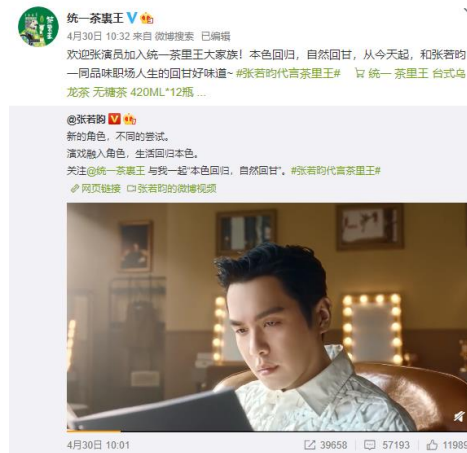 统一茶裏王
4月30日 10:32 来自 微博搜索 已编辑
欢迎张演员加入统一茶里王大家族！本色回归，自然回甘，从今天起，和张若昀
一同品味职场人生的回甘好味道~ #张若昀代言茶里王# 统一 茶里王 台式乌
龙茶 无糖茶 420ML*12瓶 ...
@张若昀
新的角色，不同的尝试。
演戏融入角色，生活回归本色。
关注@统一茶裏王 与我一起“本色回归，自然回甘”。#张若昀代言茶里王#
网页链接 张若昀的微博视频
4月30日 10:01 39658 57193 11989